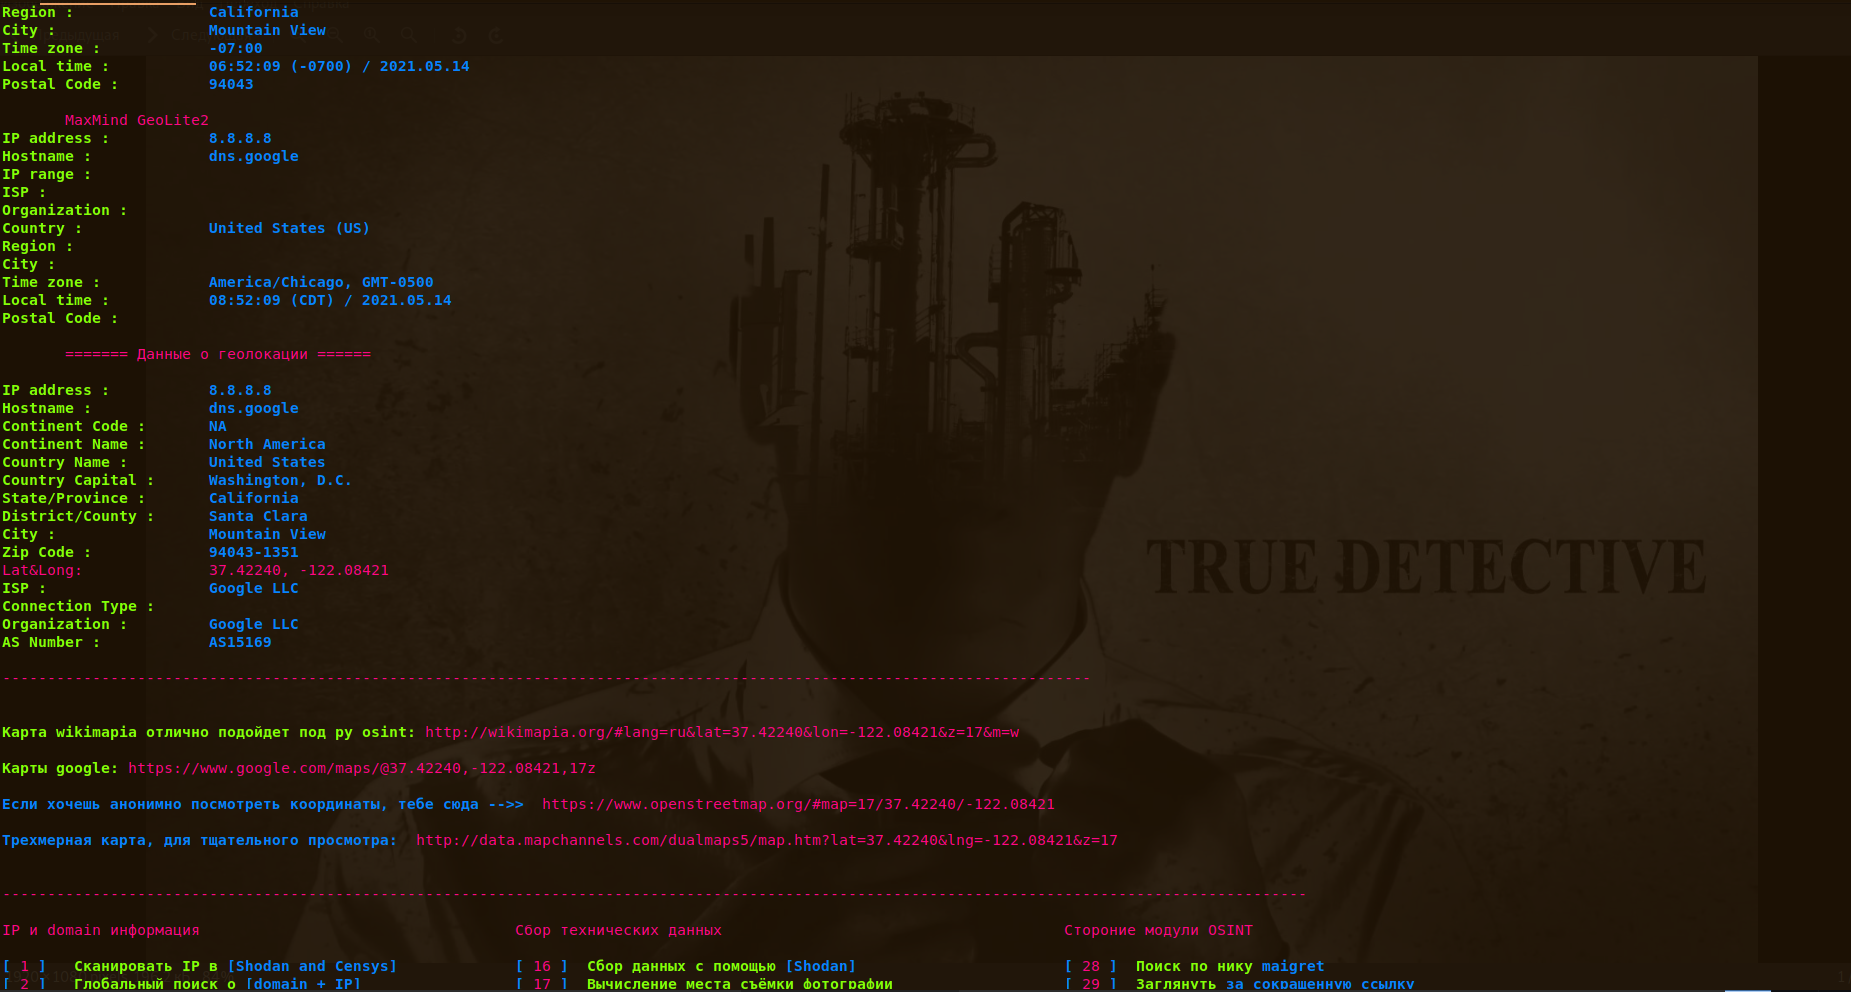 Region :    California
City :    Mountain View
Time zone :    -07:00
Local time :    06:52:09 (-0700) / 2021.05.14
Postal Code :    94043
MaxMind GeoLite2
IP address :    8.8.8.8
Hostname :    dns.google
IP range :
ISP :
Organization :
Country :    United States (US)
Region :
City :
Time zone :    America/Chicago, GMT-0500
Local time :    08:52:09 (CDT) / 2021.05.14
Postal Code :
======= Данные о геолокации ======
IP address :    8.8.8.8
Hostname :    dns.google
Continent Code :    NA
Continent Name :    North America
Country Name :    United States
Country Capital :    Washington, D.C.
State/Province :    California
District/County :    Santa Clara
City :    Mountain View
Zip Code :    94043-1351
Lat&Long:    37.42240, -122.08421
ISP :    Google LLC
Connection Type :
Organization :    Google LLC
AS Number :    AS15169
TRUE DETECTIVE
Карта wikimapia отлично подойдет под ру osint: http://wikimapia.org/#lang=ru&lat=37.42240&lon=-122.08421&z=17&m=w
Карты google: https://www.google.com/maps/@37.42240,-122.08421,17z
Если хочешь анонимно посмотреть координаты, тебе сюда -->>  https://www.openstreetmap.org/#map=17/37.42240/-122.08421
Трехмерная карта, для тщательного просмотра:  http://data.mapchannels.com/dualmaps5/map.htm?lat=37.42240&lng=-122.08421&z=17
IP и domain информация    Сбор технических данных    Стороние модули OSINT
[ 1 ]  Сканировать IP в [Shodan and Censys]    [ 16 ]  Сбор данных с помощью [Shodan]    [ 28 ]  Поиск по нику maigret
[ 2 ]  Глобальный поиск о [domain + IP]    [ 17 ]  Вычисление места съёмки фотографии    [ 29 ]  Заглянуть за сокращенную ссылку